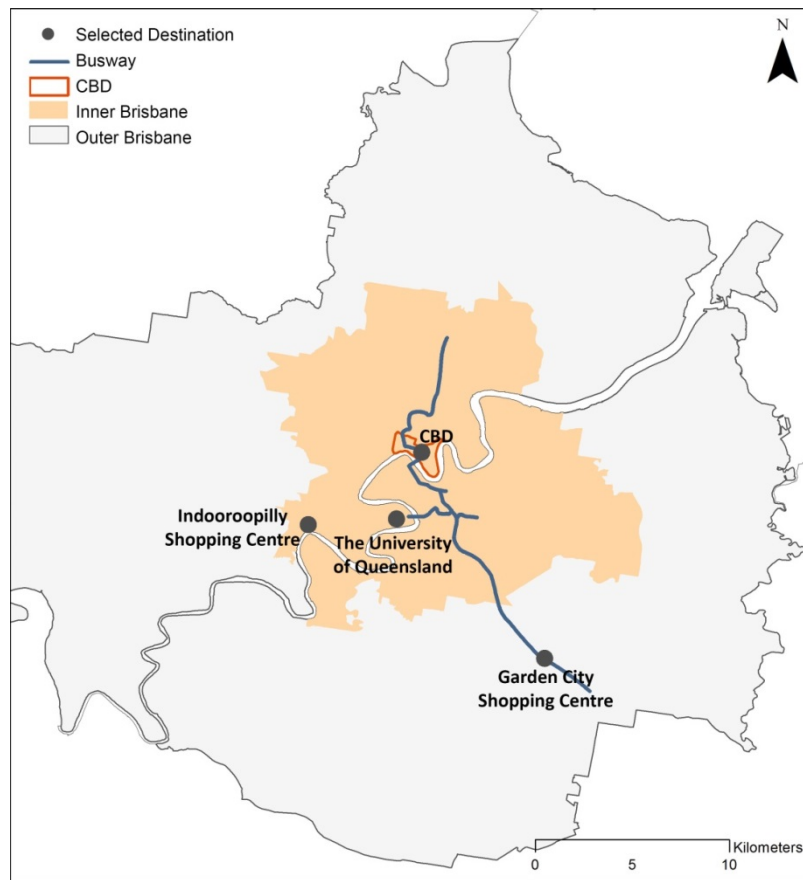 Selected Destination
Busway
CBD
Inner Brisbane
Outer Brisbane
N
CBD
Indooroopilly
Shopping Centre
The University
of Queensland
Garden City
Shopping Centre
Kilometers
0 5 10